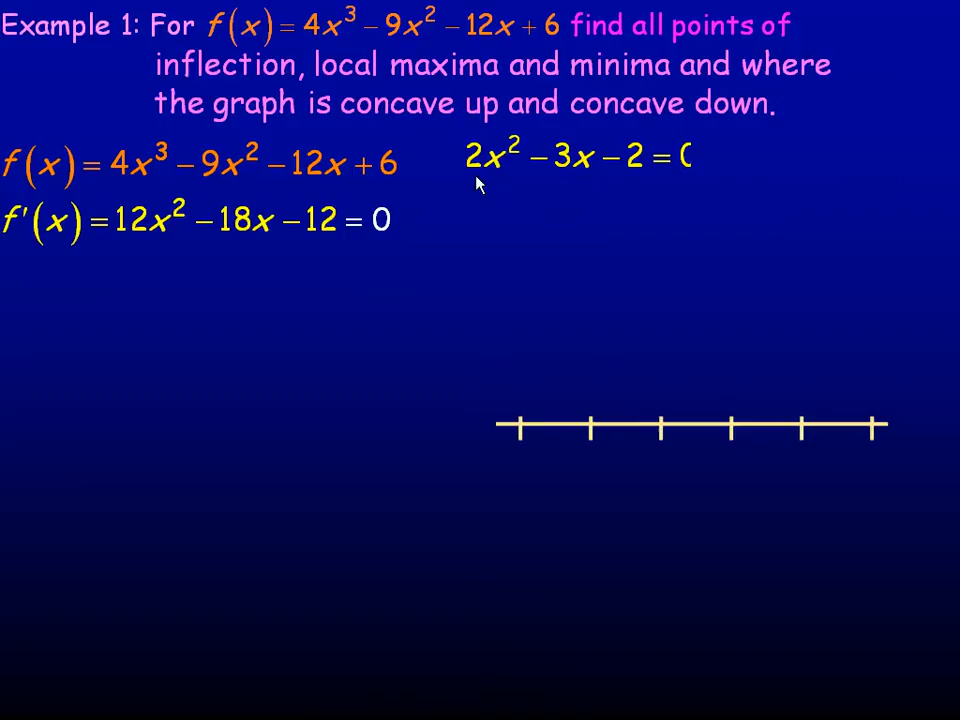 Example 1: For f(x) = 4x³ − 9x² − 12x + 6 find all points of
inflection, local maxima and minima and where
the graph is concave up and concave down.
f(x) = 4x³ − 9x² − 12x + 6
2x² − 3x − 2 = 0
f′(x) = 12x² − 18x − 12 = 0